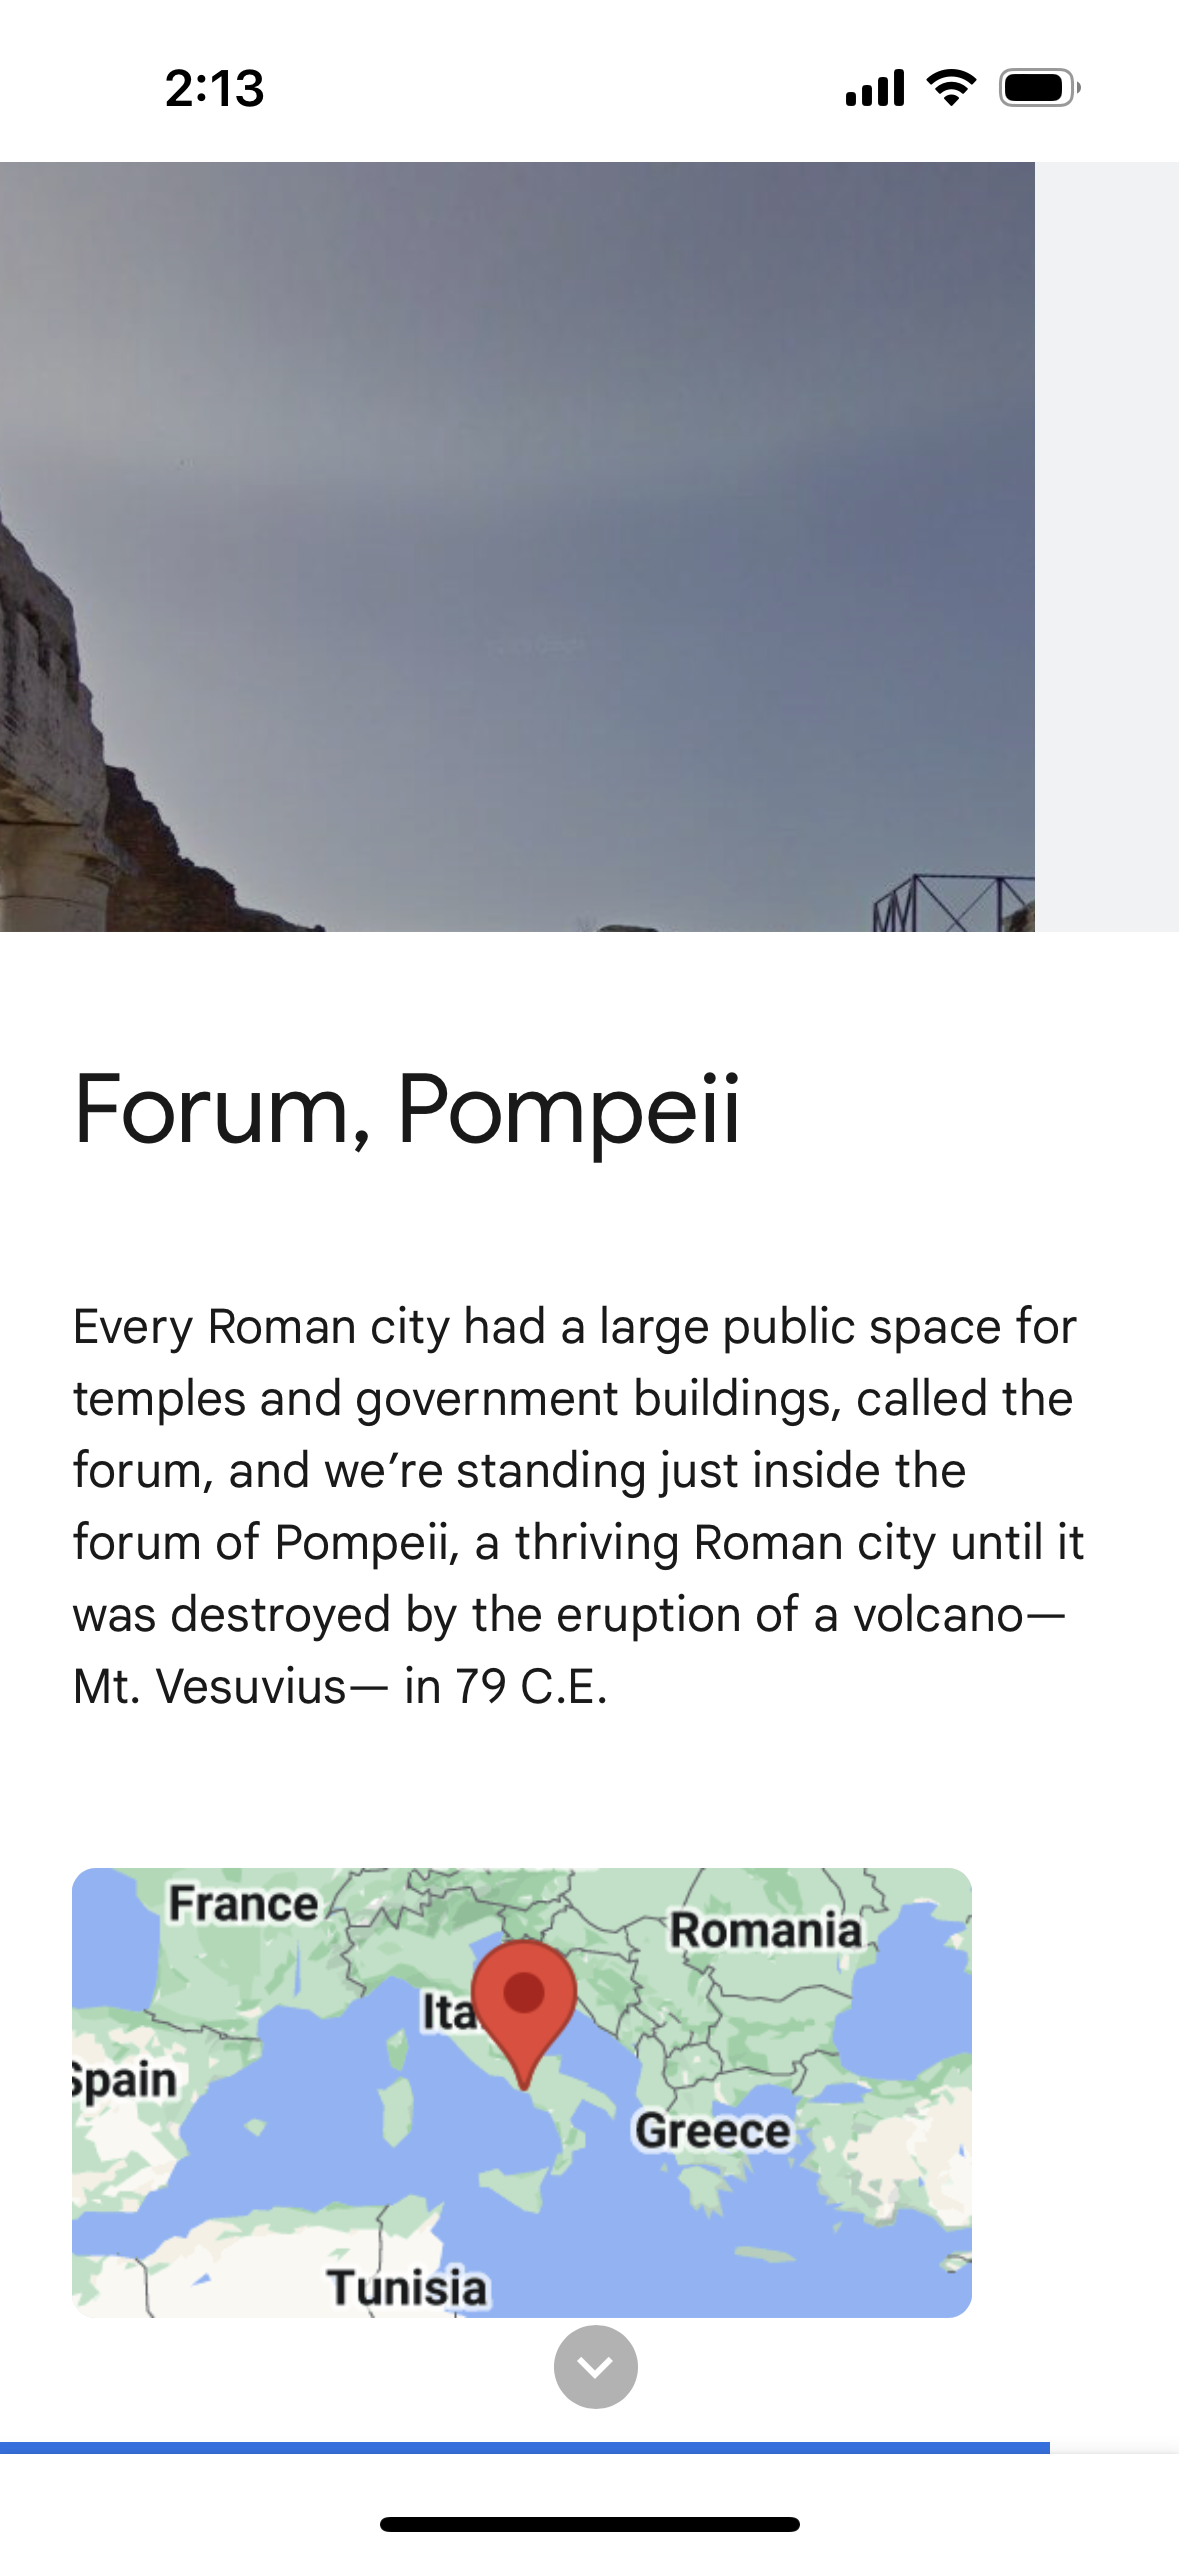 2:13
Forum, Pompeii
Every Roman city had a large public space for
temples and government buildings, called the
forum, and we’re standing just inside the
forum of Pompeii, a thriving Roman city until it
was destroyed by the eruption of a volcano—
Mt. Vesuvius— in 79 C.E.
France
Romania
Ita
Spain
Greece
Tunisia